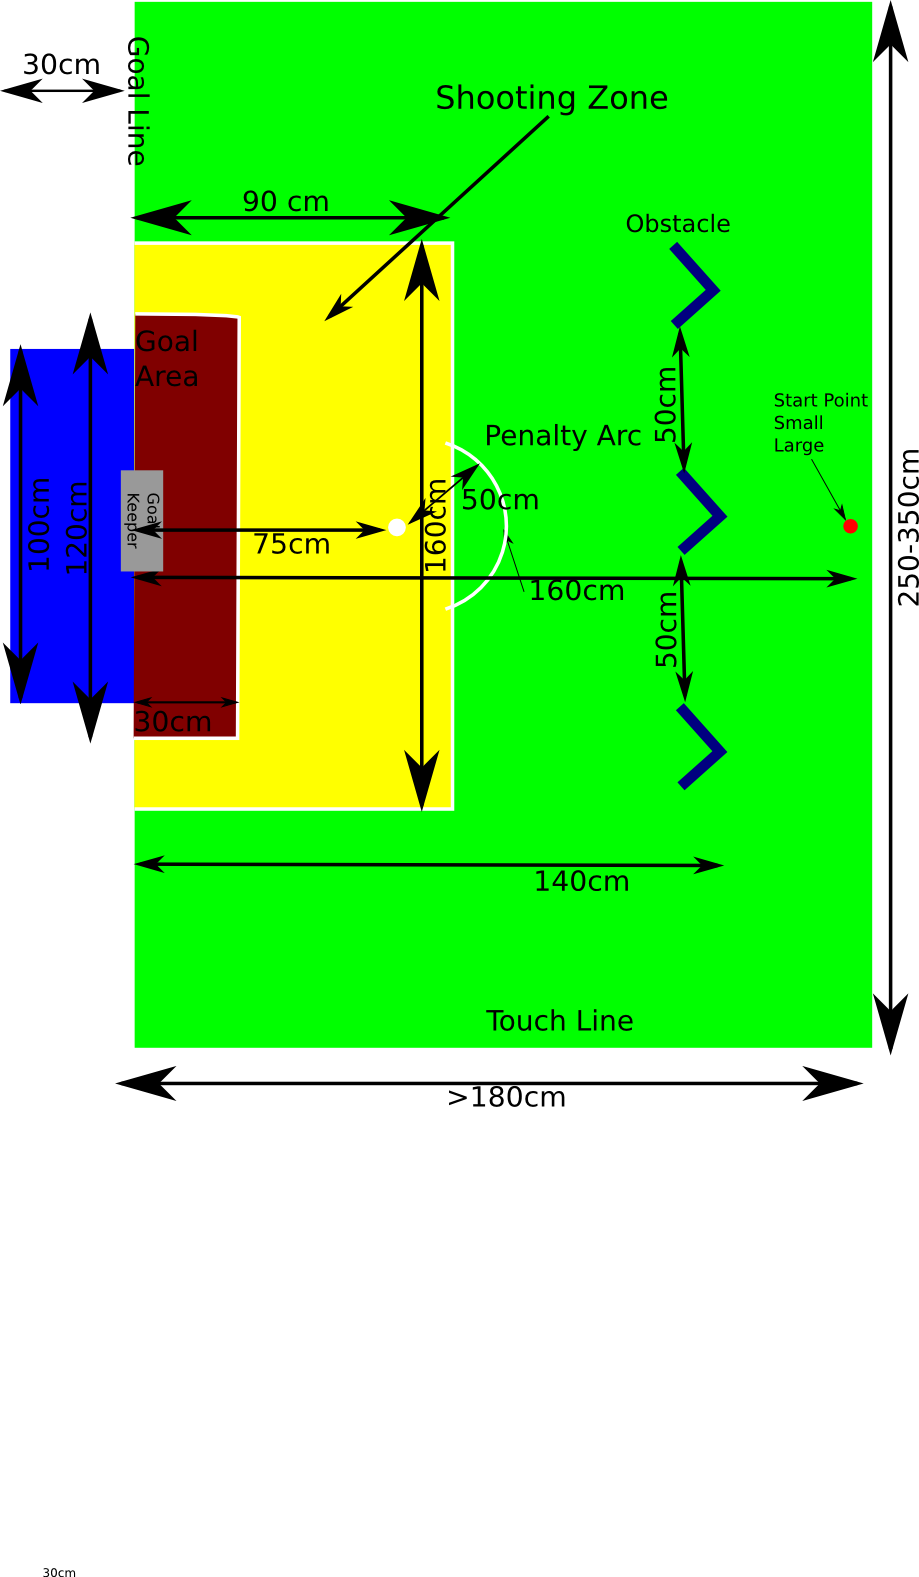 30cm
Goal Line
Shooting Zone
90 cm
Obstacle
Goal
Area
50cm
Start Point
Small
Large
Penalty Arc
50cm
Goal
Keeper
100cm
120cm
160cm
75cm
250-350cm
160cm
50cm
30cm
140cm
Touch Line
>180cm
30cm